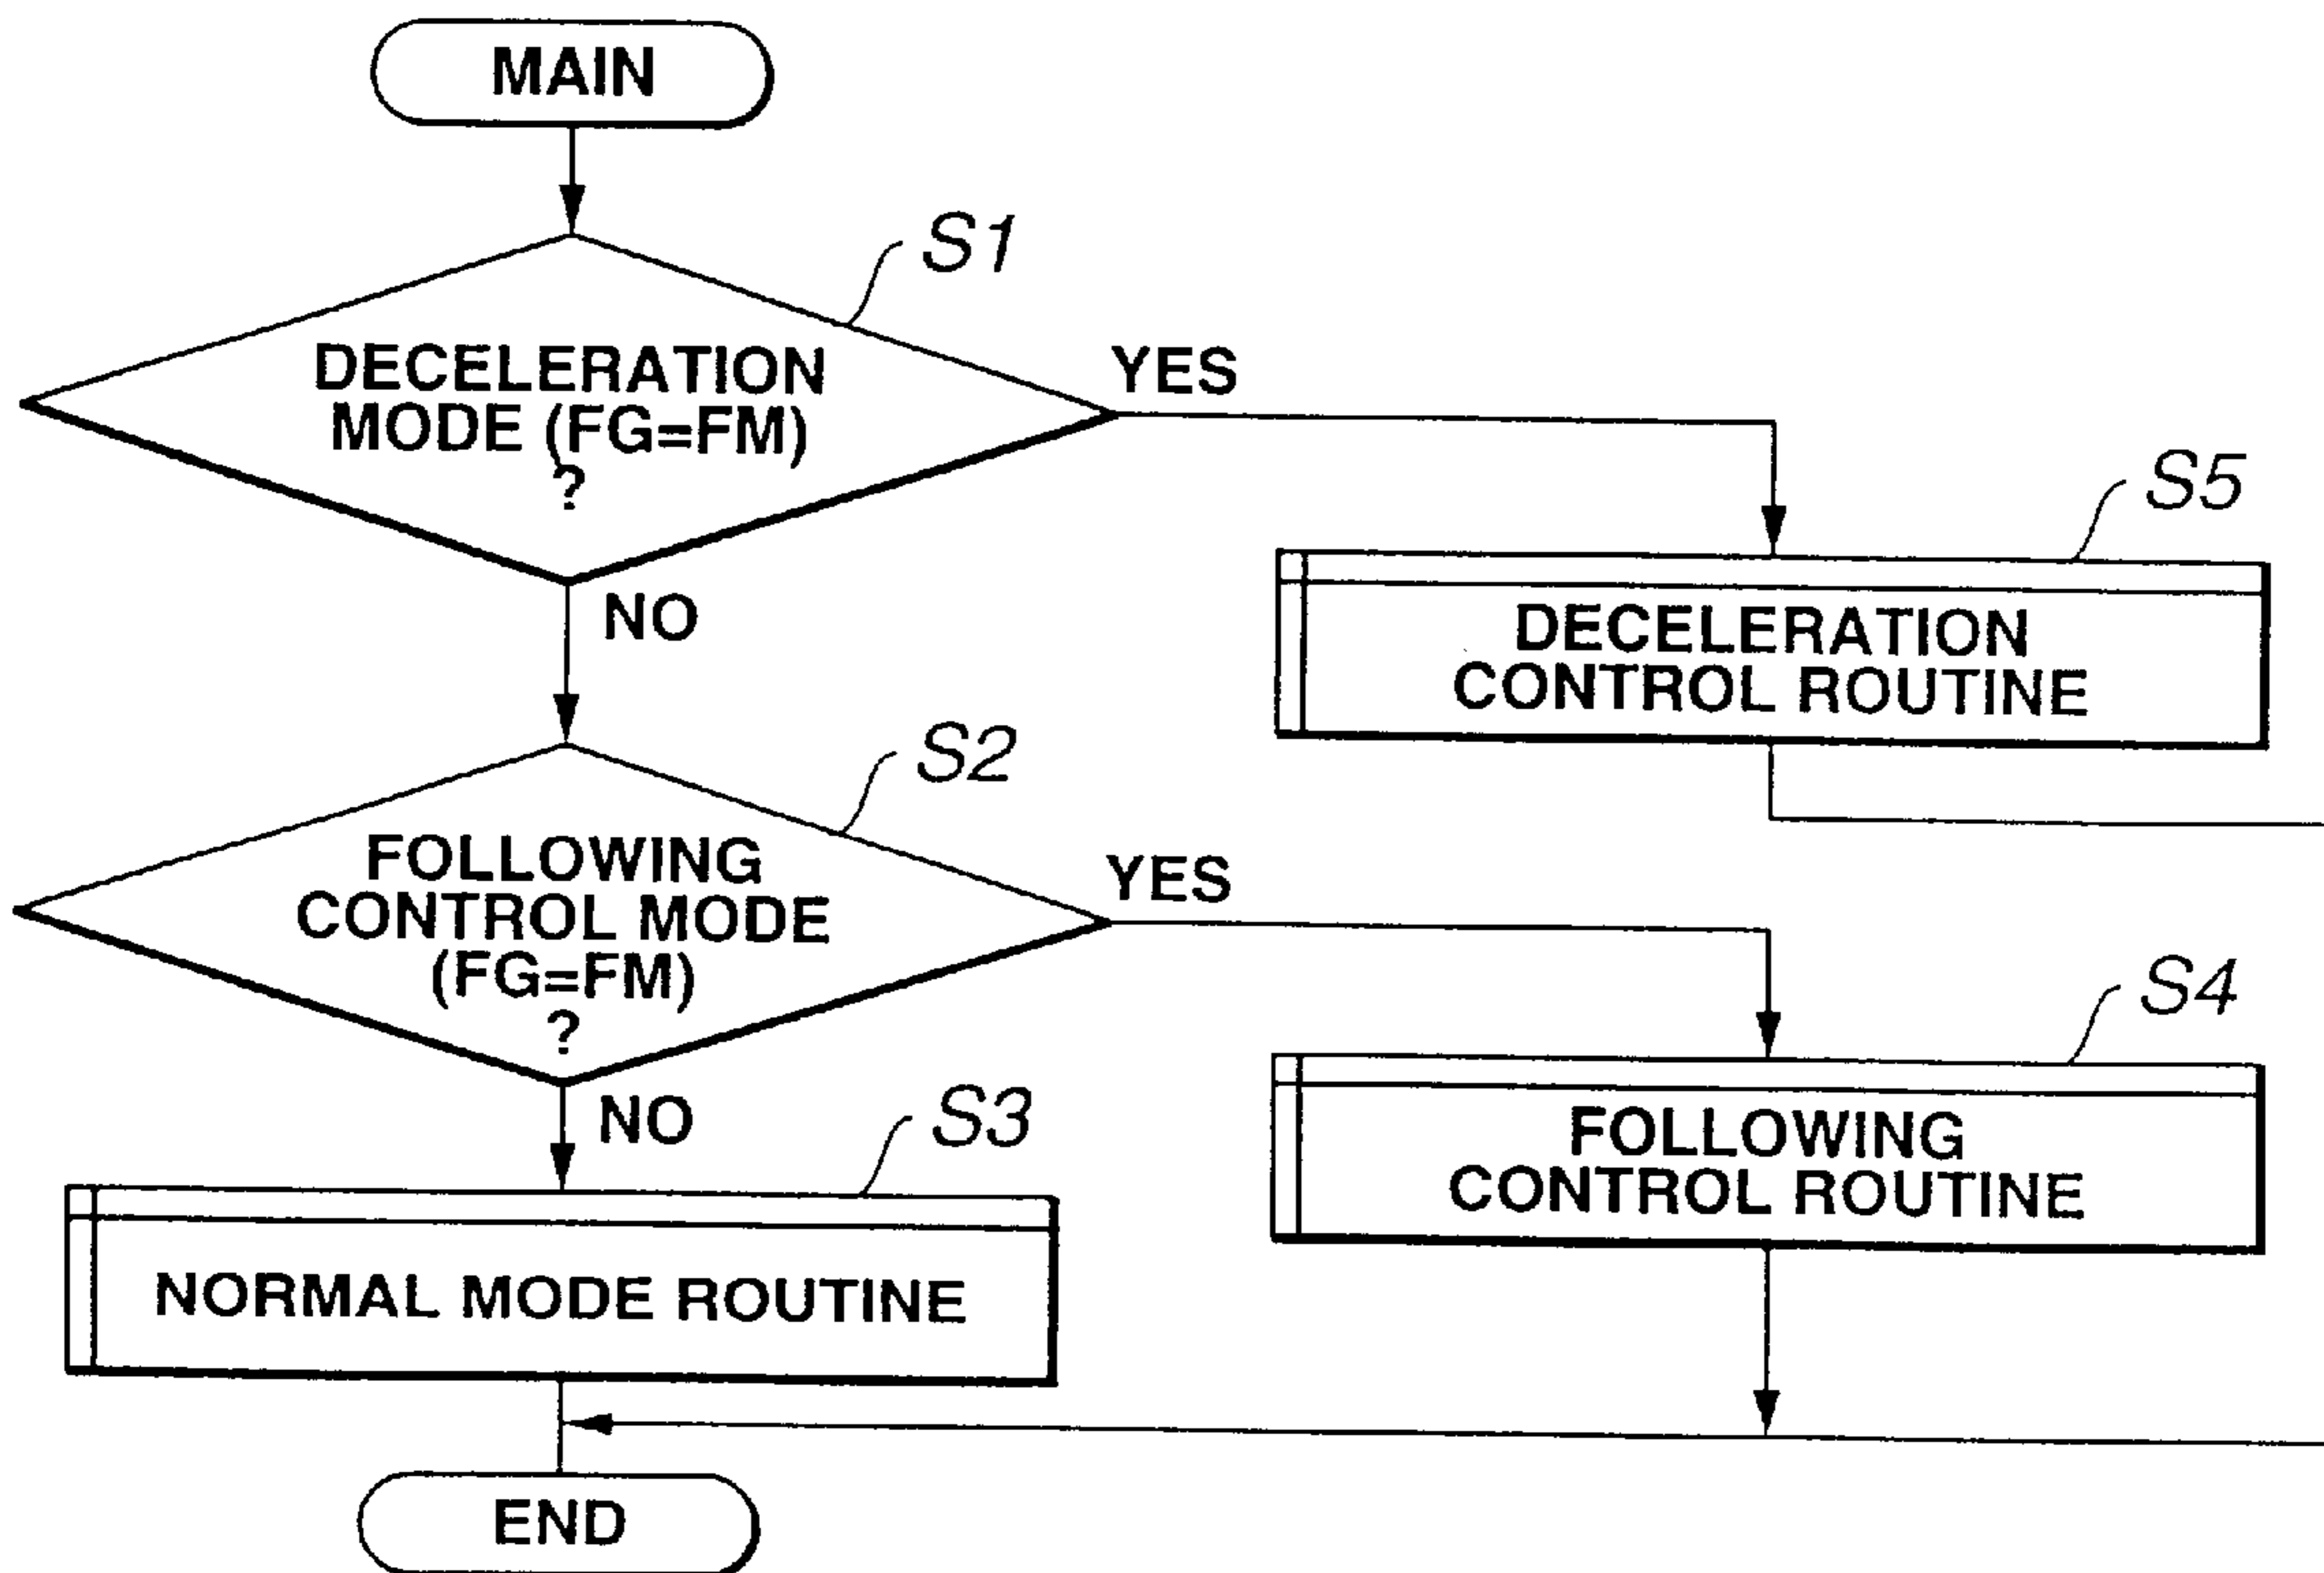 MAIN
S1
DECELERATION
MODE (FG=FM)
?
YES
NO
S5
DECELERATION
CONTROL ROUTINE
S2
FOLLOWING
CONTROL MODE
(FG=FM)
?
YES
NO
S4
FOLLOWING
CONTROL ROUTINE
S3
NORMAL MODE ROUTINE
END